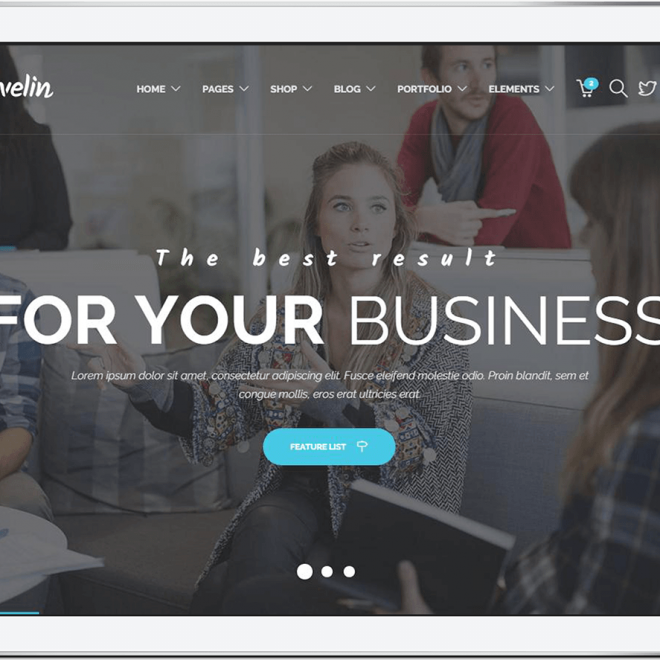 velin
HOME PAGES SHOP BLOG PORTFOLIO ELEMENTS
The best result
FOR YOUR BUSINESS
Lorem ipsum dolor sit amet, consectetur adipiscing elit. Fusce eleifend molestie odio. Proin blandit, sem et
congue mollis, eros erat ultricies erat.
FEATURE LIST